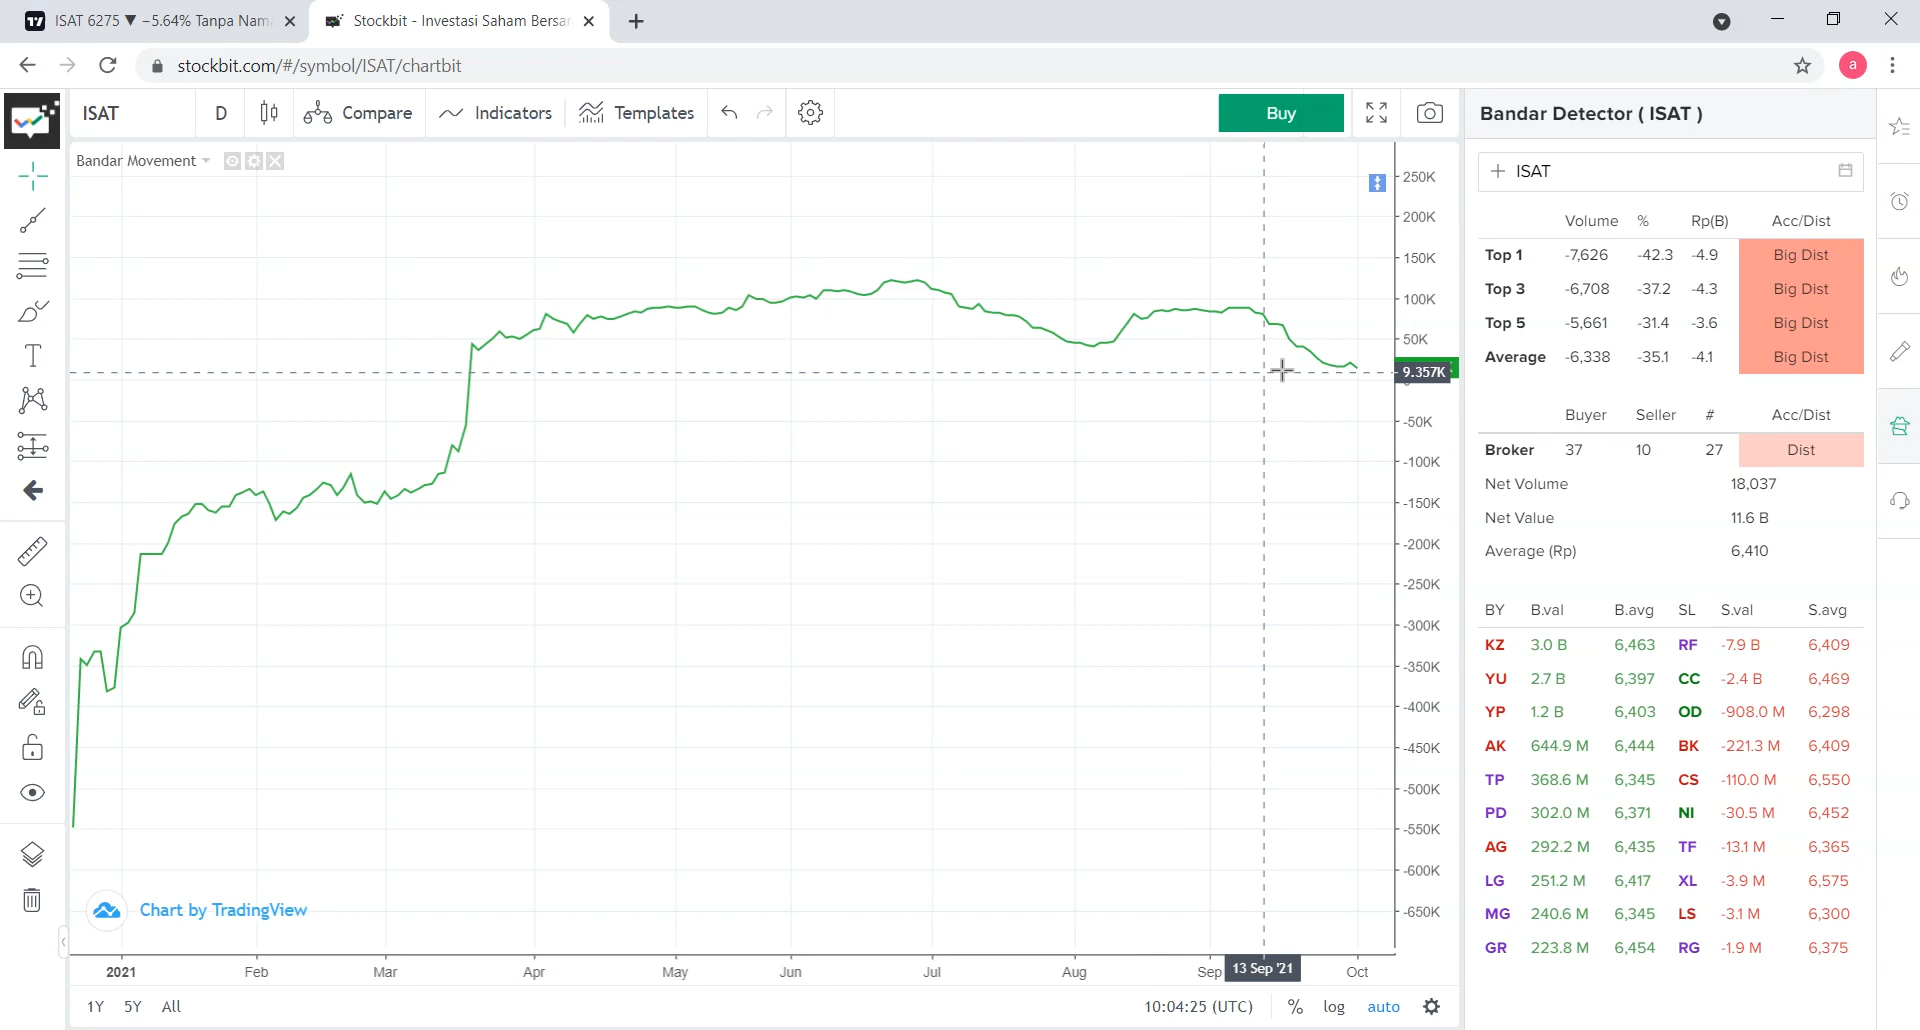 ISAT 6275 ▼ −5.64% Tanpa Nam
Stockbit - Investasi Saham Bersar
stockbit.com/#/symbol/ISAT/chartbit
a
ISAT
D
Compare
Indicators
Templates
Buy
Bandar Movement
250K
200K
150K
100K
50K
9.357K
-50K
-100K
-150K
-200K
-250K
-300K
-350K
-400K
-450K
-500K
-550K
-600K
-650K
Chart by TradingView
2021 Feb Mar Apr May Jun Jul Aug Sep 13 Sep '21 Oct
1Y 5Y All
10:04:25 (UTC) % log auto
Bandar Detector ( ISAT )
ISAT
Volume % Rp(B) Acc/Dist
Top 1 -7,626 -42.3 -4.9 Big Dist
Top 3 -6,708 -37.2 -4.3 Big Dist
Top 5 -5,661 -31.4 -3.6 Big Dist
Average -6,338 -35.1 -4.1 Big Dist
Buyer Seller # Acc/Dist
Broker 37 10 27 Dist
Net Volume 18,037
Net Value 11.6 B
Average (Rp) 6,410
BY B.val B.avg SL S.val S.avg
KZ 3.0 B 6,463 RF -7.9 B 6,409
YU 2.7 B 6,397 CC -2.4 B 6,469
YP 1.2 B 6,403 OD -908.0 M 6,298
AK 644.9 M 6,444 BK -221.3 M 6,409
TP 368.6 M 6,345 CS -110.0 M 6,550
PD 302.0 M 6,371 NI -30.5 M 6,452
AG 292.2 M 6,435 TF -13.1 M 6,365
LG 251.2 M 6,417 XL -3.9 M 6,575
MG 240.6 M 6,345 LS -3.1 M 6,300
GR 223.8 M 6,454 RG -1.9 M 6,375